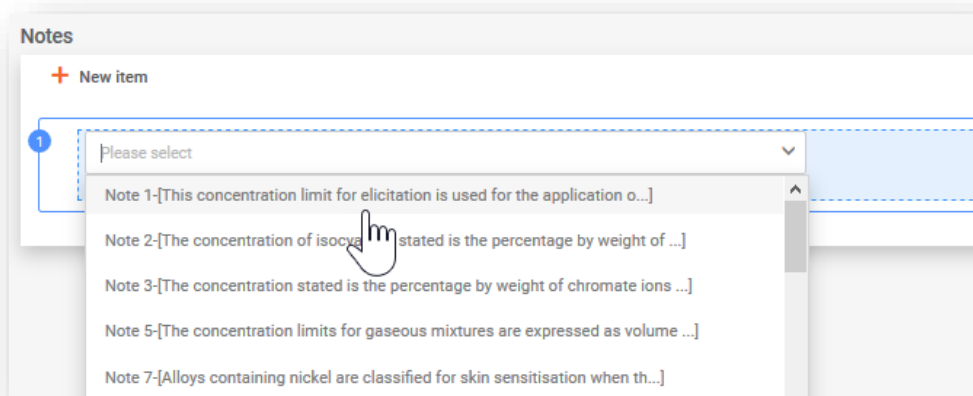 Notes
+ New item
1
Please select
Note 1-[This concentration limit for elicitation is used for the application o...]
Note 2-[The concentration of stated is the percentage by weight of ...]
Note 3-[The concentration stated is the percentage by weight of chromate ions ...]
Note 5-[The concentration limits for gaseous mixtures are expressed as volume ...]
Note 7-[Alloys containing nickel are classified for skin sensitisation when th...]